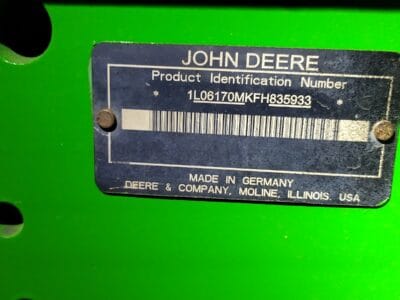 JOHN DEERE
Product Identification Number
* 1L06170MKFH835933 *
MADE IN GERMANY
DEERE & COMPANY, MOLINE, ILLINOIS. USA